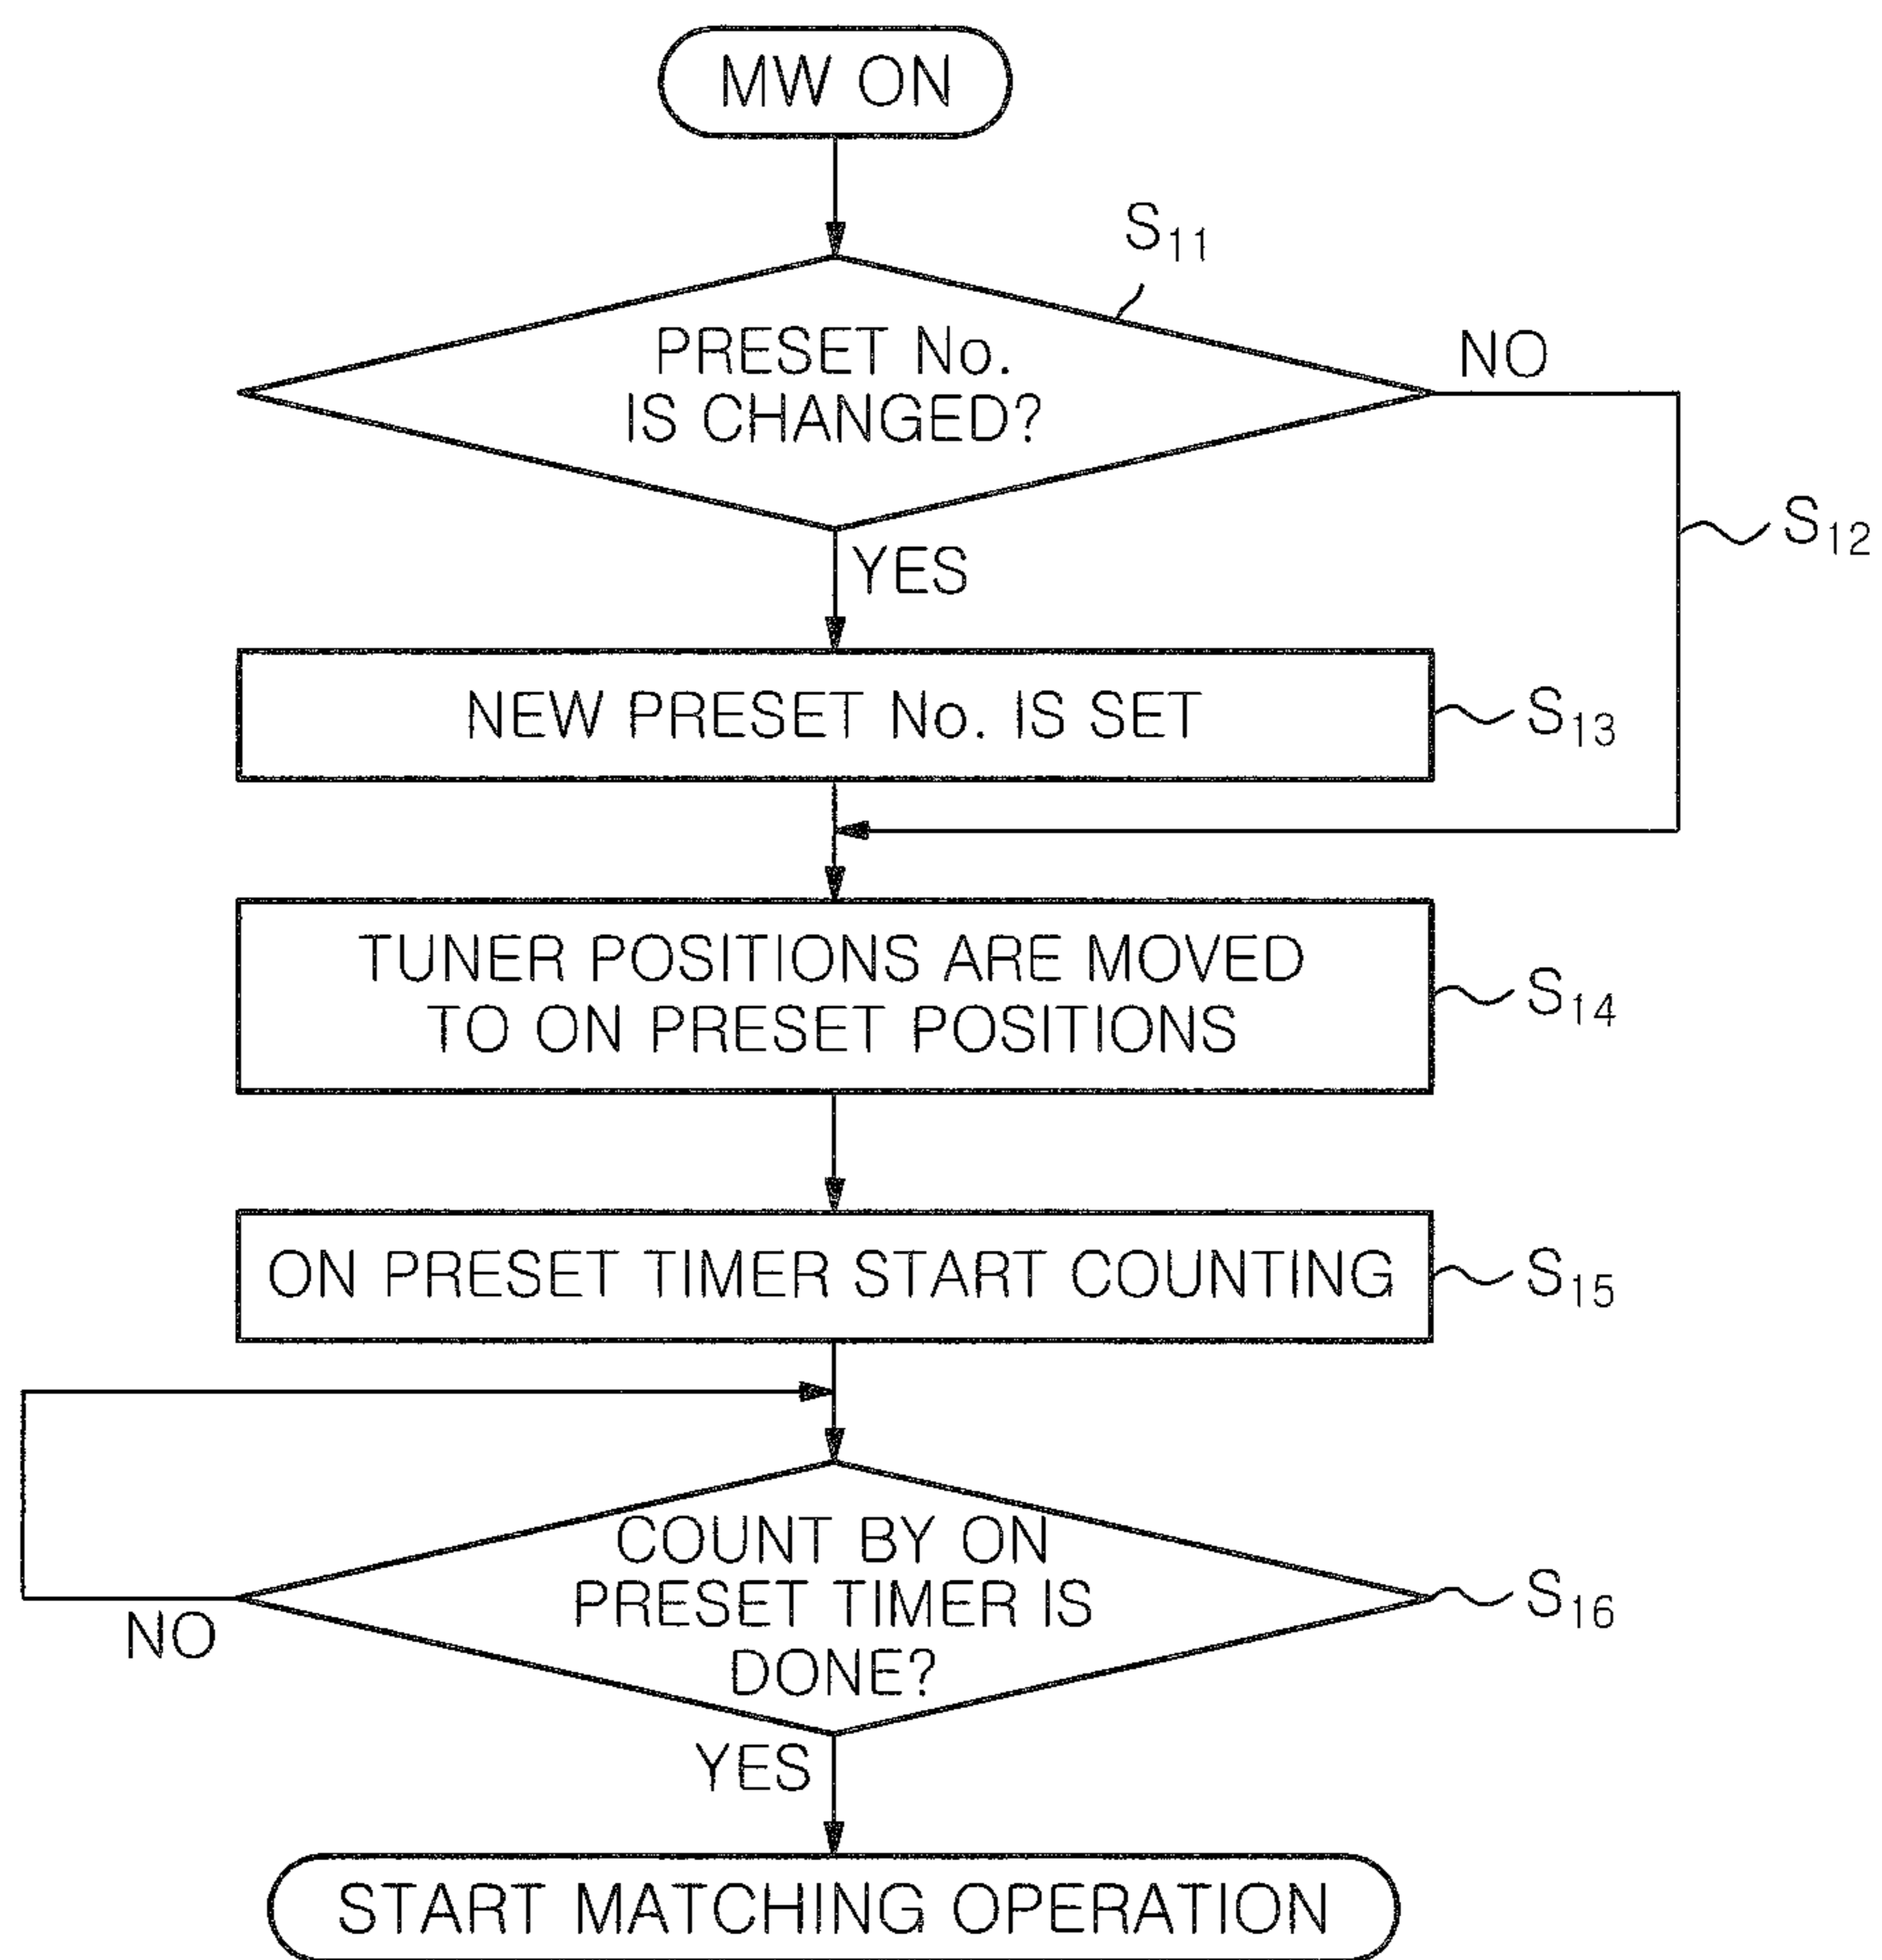 MW ON
S11
PRESET No.
IS CHANGED?
NO
S12
YES
NEW PRESET No. IS SET
S13
TUNER POSITIONS ARE MOVED
TO ON PRESET POSITIONS
S14
ON PRESET TIMER START COUNTING
S15
COUNT BY ON
PRESET TIMER IS
DONE?
S16
NO
YES
START MATCHING OPERATION